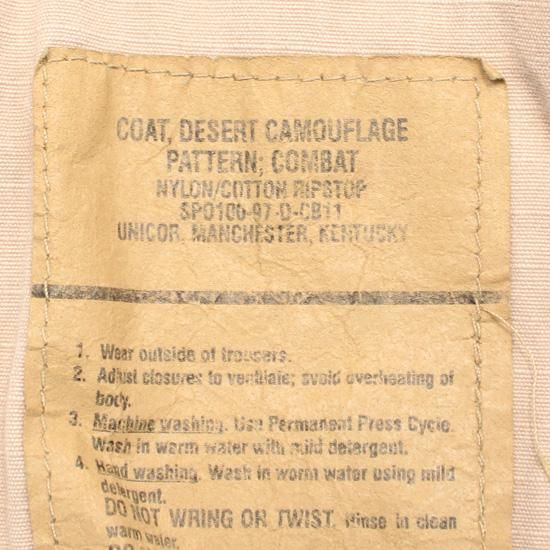 COAT, DESERT CAMOUFLAGE
PATTERN; COMBAT
NYLON/COTTON RIPSTOP
SPO100-97-D-CB11
UNICOR, MANCHESTER, KENTUCKY
1. Wear outside of trousers.
2. Adjust closures to ventilate; avoid overheating of
body.
3. Machine washing. Use Permanent Press Cycle.
Wash in warm water with mild detergent.
4. Hand washing. Wash in worm water using mild
detergent.
DO NOT WRING OR TWIST. Rinse in clean
warm water.